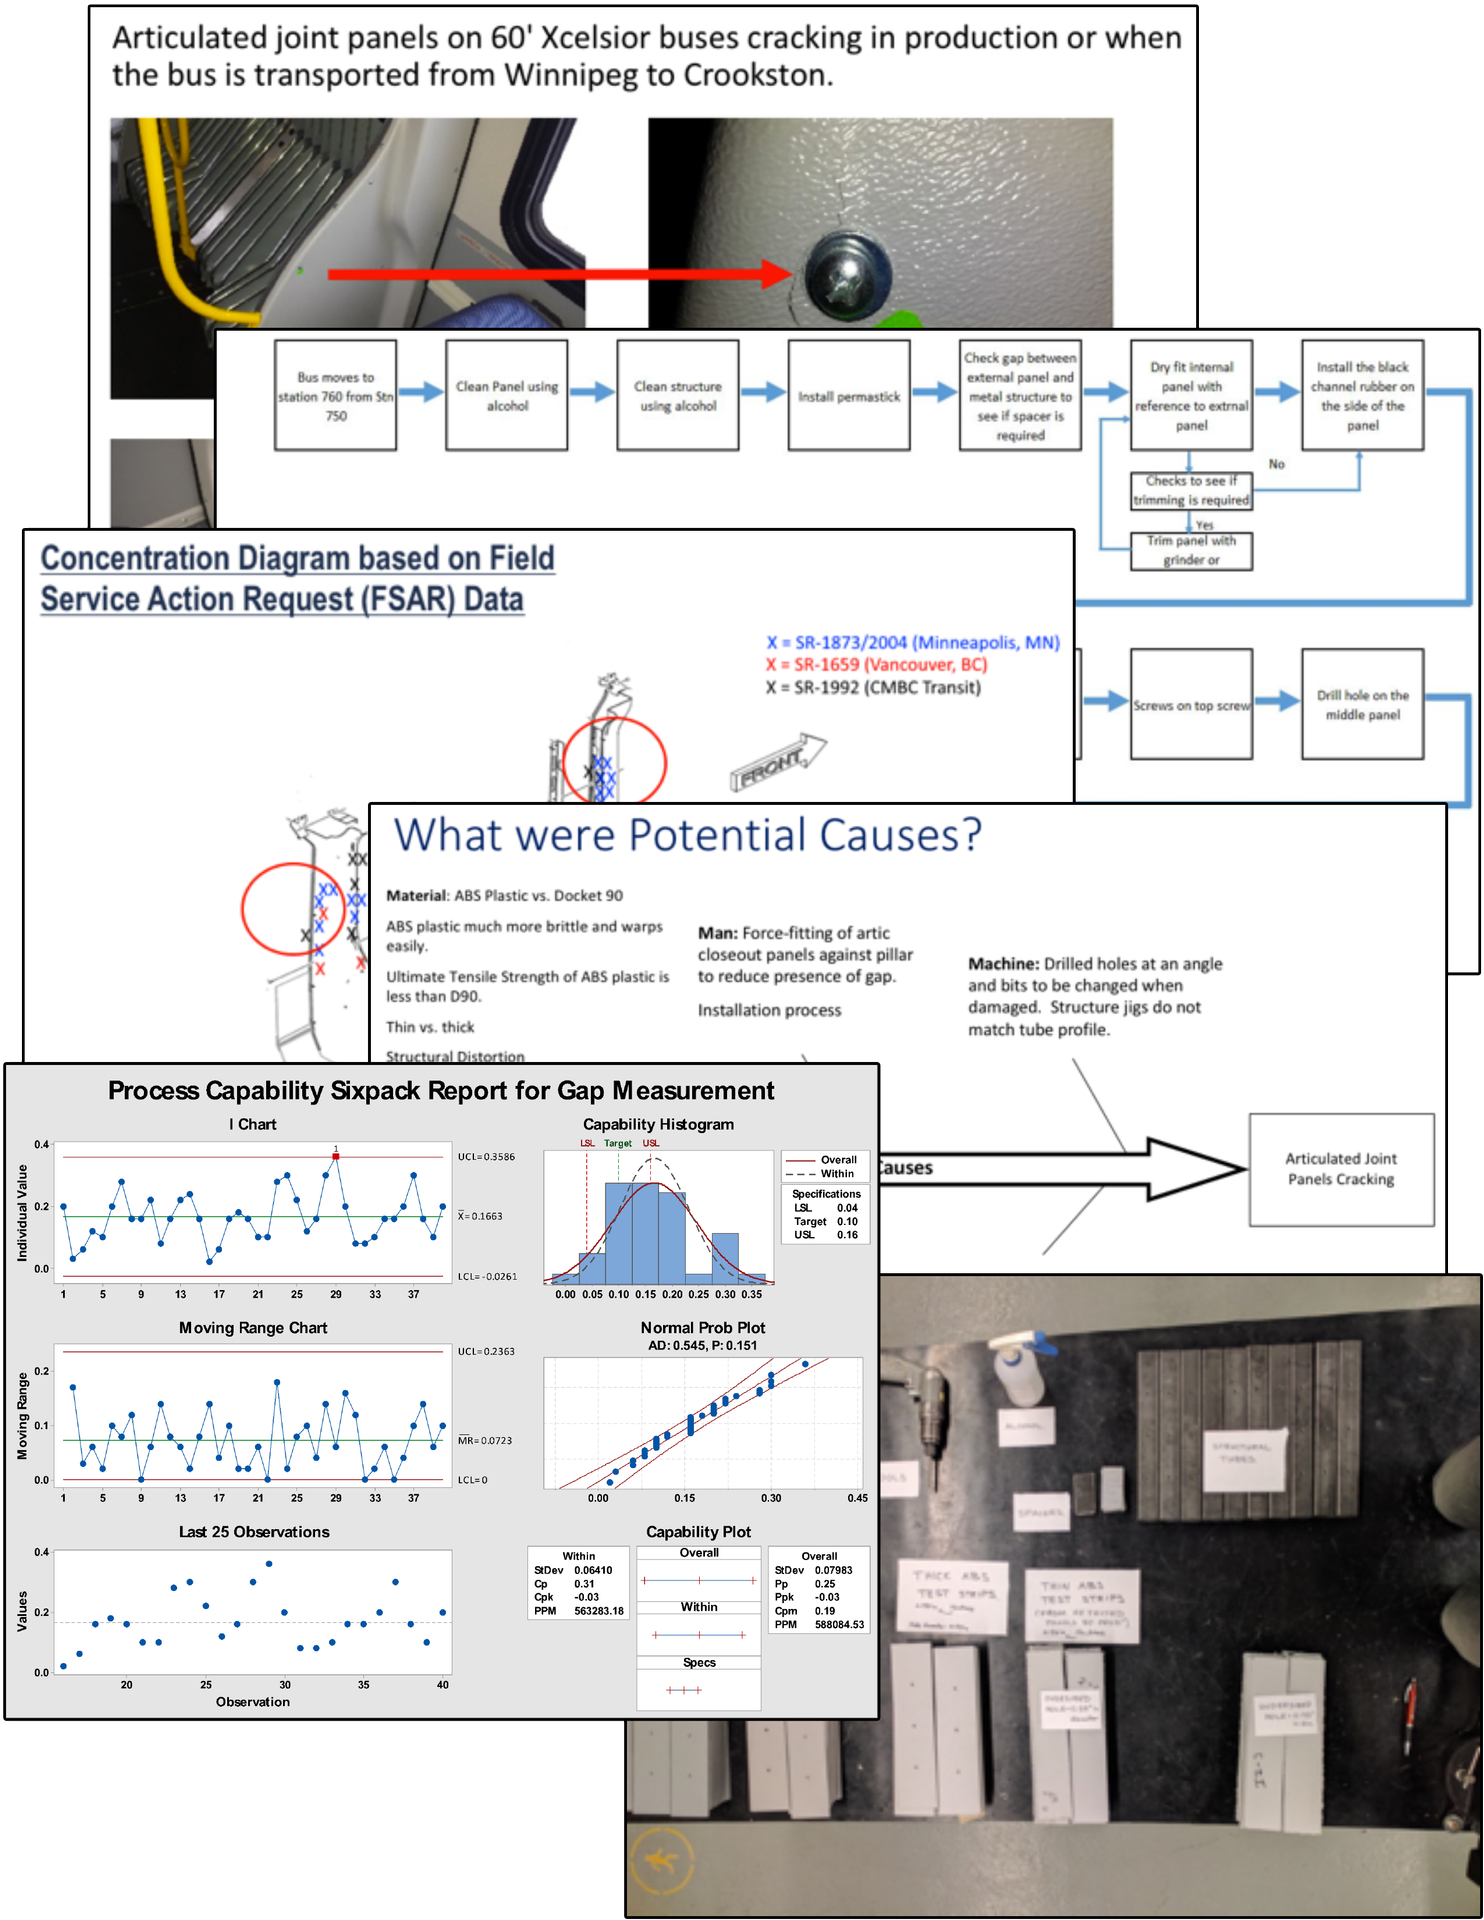 Articulated joint panels on 60' Xcelsior buses cracking in production or when
the bus is transported from Winnipeg to Crookston.
Bus moves to
station 760 from Stn
750
Clean Panel using
alcohol
Clean structure
using alcohol
Install permastick
Check gap between
external panel and
metal structure to
see if spacer is
required
Dry fit internal
panel with
reference to extrnal
panel
Install the black
channel rubber on
the side of the
panel
No
Checks to see if
trimming is required
Yes
Trim panel with
grinder or
Screws on top screw
Drill hole on the
middle panel
Concentration Diagram based on Field
Service Action Request (FSAR) Data
X = SR-1873/2004 (Minneapolis, MN)
X = SR-1659 (Vancouver, BC)
X = SR-1992 (CMBC Transit)
FRONT
What were Potential Causes?
Material: ABS Plastic vs. Docket 90
ABS plastic much more brittle and warps
easily.
Ultimate Tensile Strength of ABS plastic is
less than D90.
Thin vs. thick
Structural Distortion
Man: Force-fitting of artic
closeout panels against pillar
to reduce presence of gap.
Installation process
Machine: Drilled holes at an angle
and bits to be changed when
damaged. Structure jigs do not
match tube profile.
Causes
Articulated Joint
Panels Cracking
Process Capability Sixpack Report for Gap Measurement
I Chart
Individual Value
0.4
0.2
0.0
1
UCL=0.3586
X=0.1663
LCL=-0.0261
1 5 9 13 17 21 25 29 33 37
Capability Histogram
LSL Target USL
Overall
Within
Specifications
LSL 0.04
Target 0.10
USL 0.16
0.00 0.05 0.10 0.15 0.20 0.25 0.30 0.35
Moving Range Chart
Moving Range
0.2
0.1
0.0
UCL=0.2363
MR=0.0723
LCL=0
1 5 9 13 17 21 25 29 33 37
Normal Prob Plot
AD: 0.545, P: 0.151
0.00 0.15 0.30 0.45
Last 25 Observations
Values
0.4
0.2
0.0
20 25 30 35 40
Observation
Capability Plot
Within
StDev 0.06410
Cp 0.31
Cpk -0.03
PPM 563283.18
Overall
Within
Specs
Overall
StDev 0.07983
Pp 0.25
Ppk -0.03
Cpm 0.19
PPM 588084.53
ALCOHOL
STRUCTURAL
TUBES
SPACERS
THICK ABS
TEST STRIPS
THIN ABS
TEST STRIPS
UNDERSIZED
UNDERSIZED